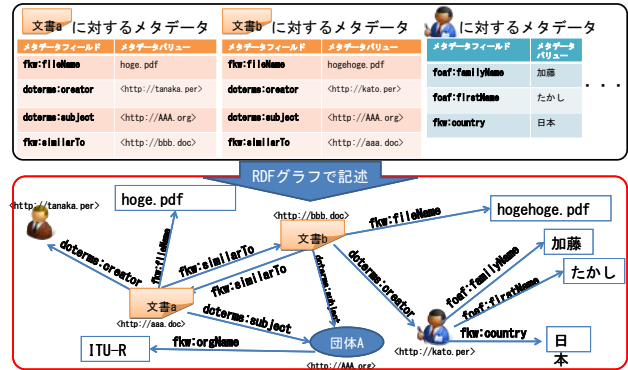 文書a に対するメタデータ
メタデータフィールド メタデータバリュー
fkw:fileName hoge.pdf
dcterms:creator <http://tanaka.per>
dcterms:subject <http://AAA.org>
fkw:similarTo <http://bbb.doc>
文書b に対するメタデータ
メタデータフィールド メタデータバリュー
fkw:fileName hogehoge.pdf
dcterms:creator <http://kato.per>
dcterms:subject <http://AAA.org>
fkw:similarTo <http://aaa.doc>
に対するメタデータ
メタデータフィールド メタデータ
バリュー
foaf:familyName 加藤
foaf:firstName たかし
fkw:country 日本
・・・
RDFグラフで記述
<http://tanaka.per>
hoge.pdf
<http://bbb.doc>
文書b
fkw:fileName
hogehoge.pdf
dcterms:creator
fkw:fileName
fkw:similarTo
fkw:similarTo
dcterms:subject
dcterms:creator
foaf:familyName
加藤
foaf:firstName
たかし
文書a
<http://aaa.doc>
dcterms:subject
団体A
<http://AAA.org>
fkw:orgName
ITU-R
<http://kato.per>
fkw:country
日
本